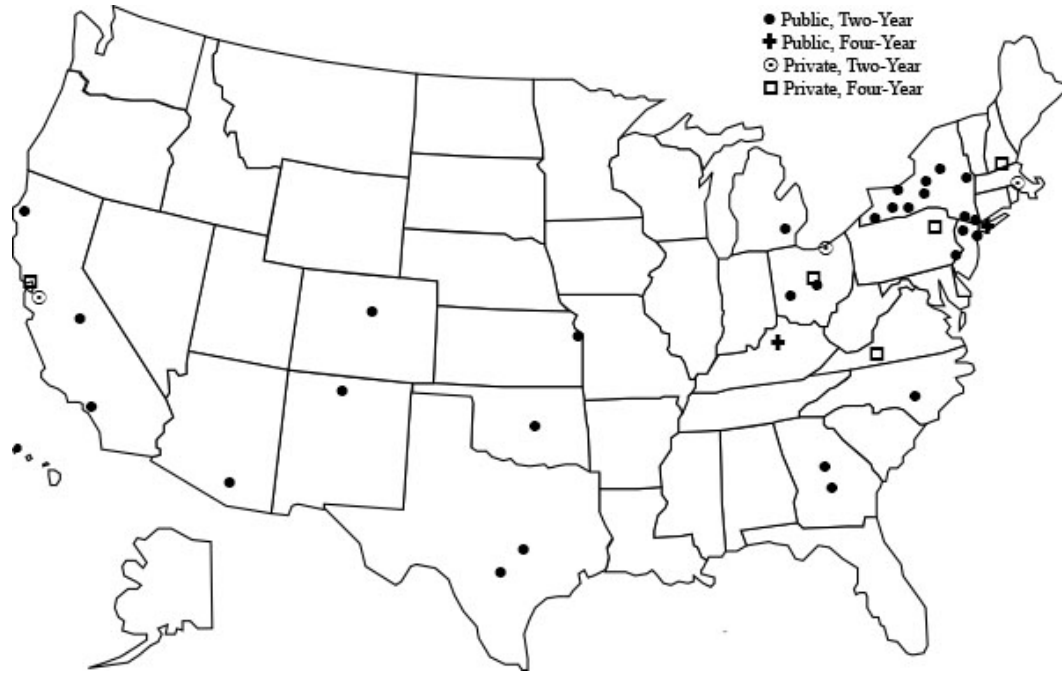 Public, Two-Year
Public, Four-Year
Private, Two-Year
Private, Four-Year